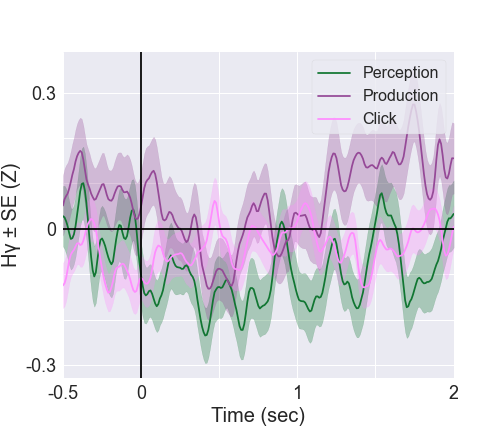 Perception
Production
Click
0.3
0
-0.3
Hγ ± SE (Z)
-0.5
0
1
2
Time (sec)